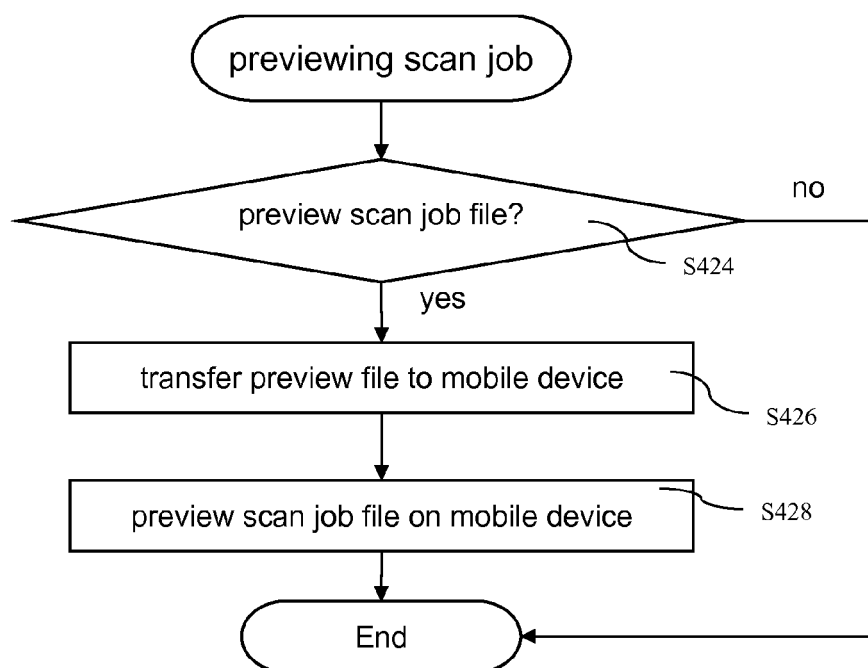 previewing scan job
preview scan job file?
no
S424
yes
transfer preview file to mobile device
S426
preview scan job file on mobile device
S428
End